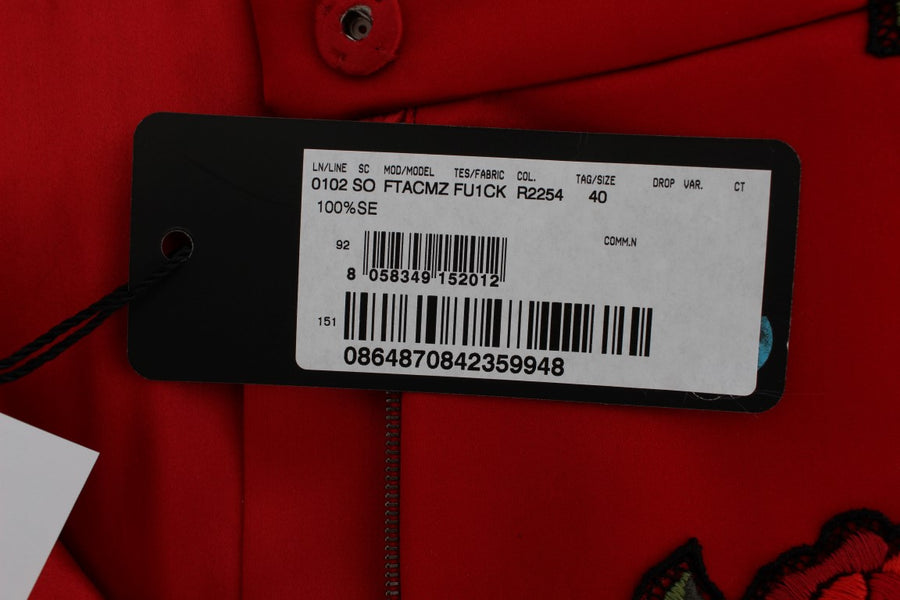 LN/LINE SC MOD/MODEL TES/FABRIC COL. TAG/SIZE DROP VAR. CT
0102 SO FTACMZ FU1CK R2254 40
100%SE
92 COMM.N
8 058349 152012
151
0864870842359948